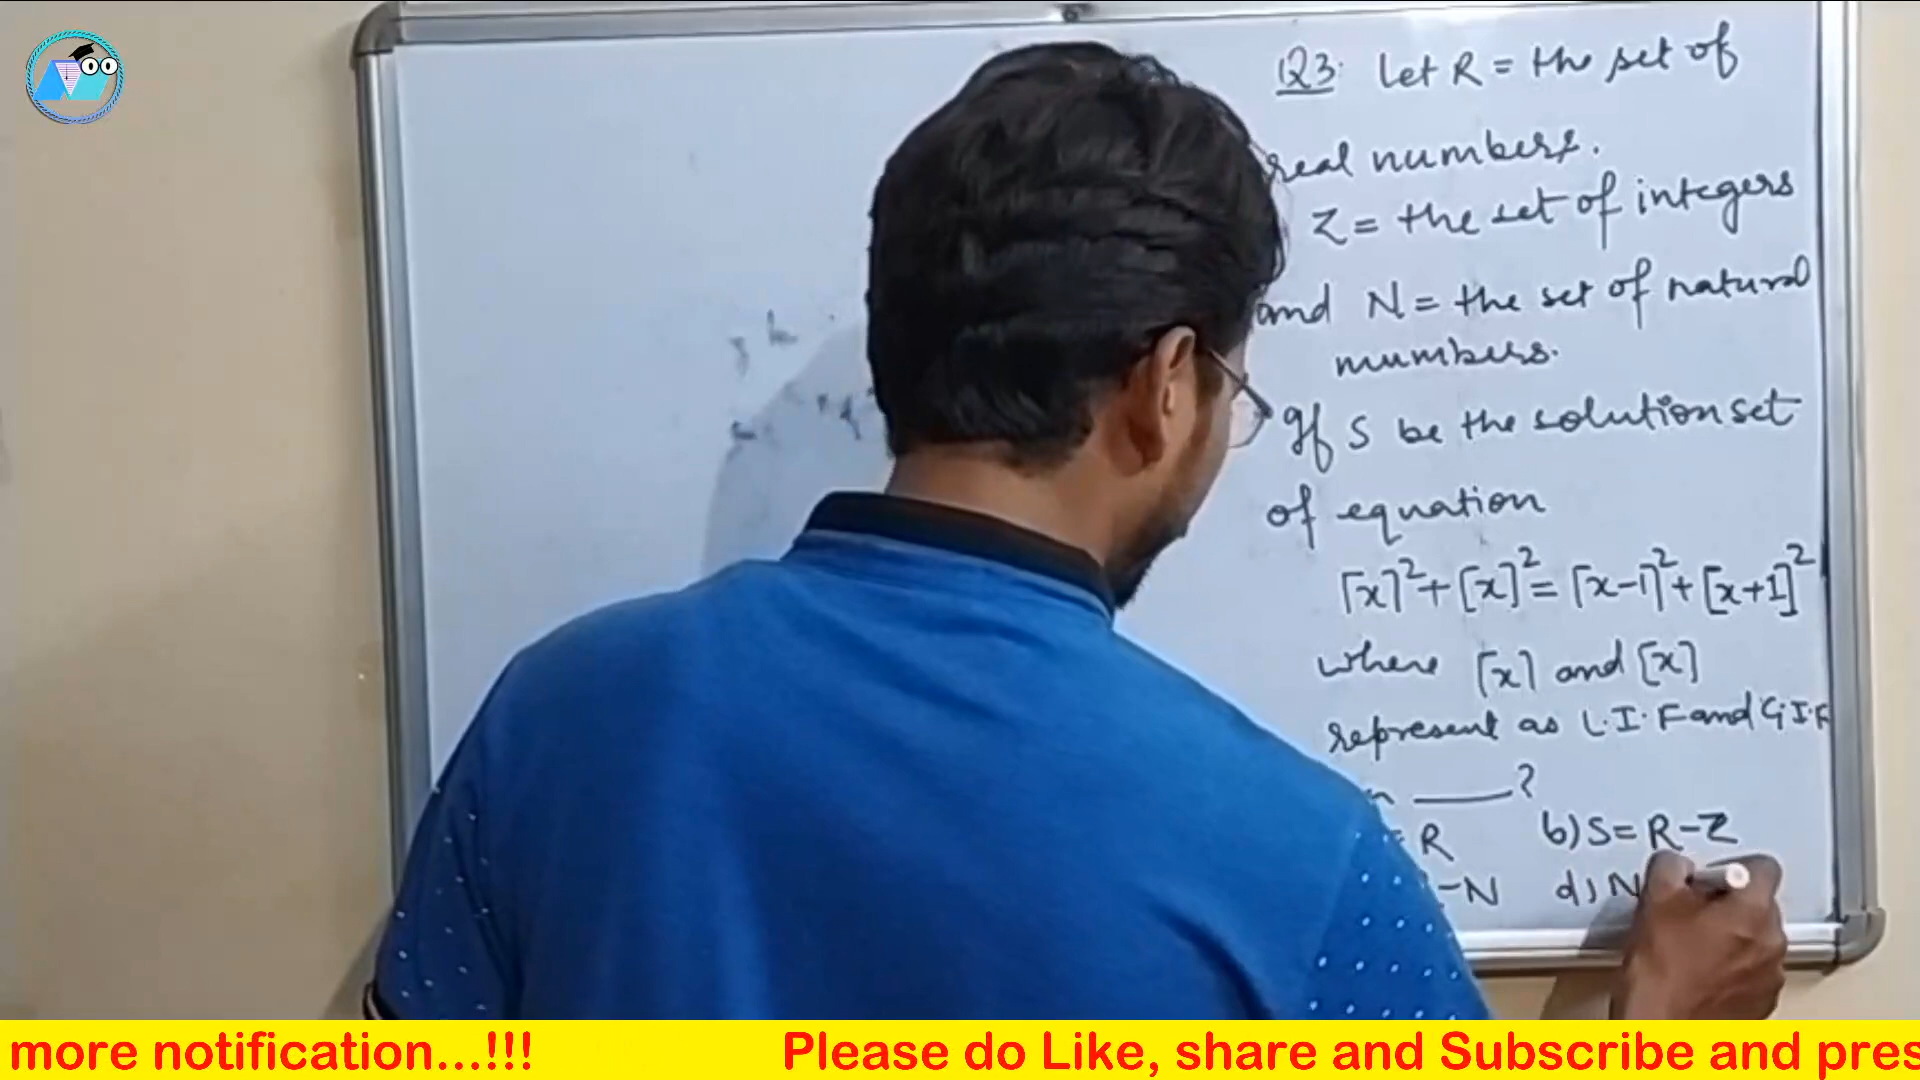 Q3. Let R = the set of
real numbers.
Z = the set of integers
and N = the set of natural
numbers.
If S be the solution set
of equation
⌈x⌉² + [x]² = ⌈x-1⌉² + [x+1]²
where ⌈x⌉ and [x]
represent as L.I.F and G.I.F
____?
= R b) S = R-Z
-N d) N
more notification...!!! Please do Like, share and Subscribe and